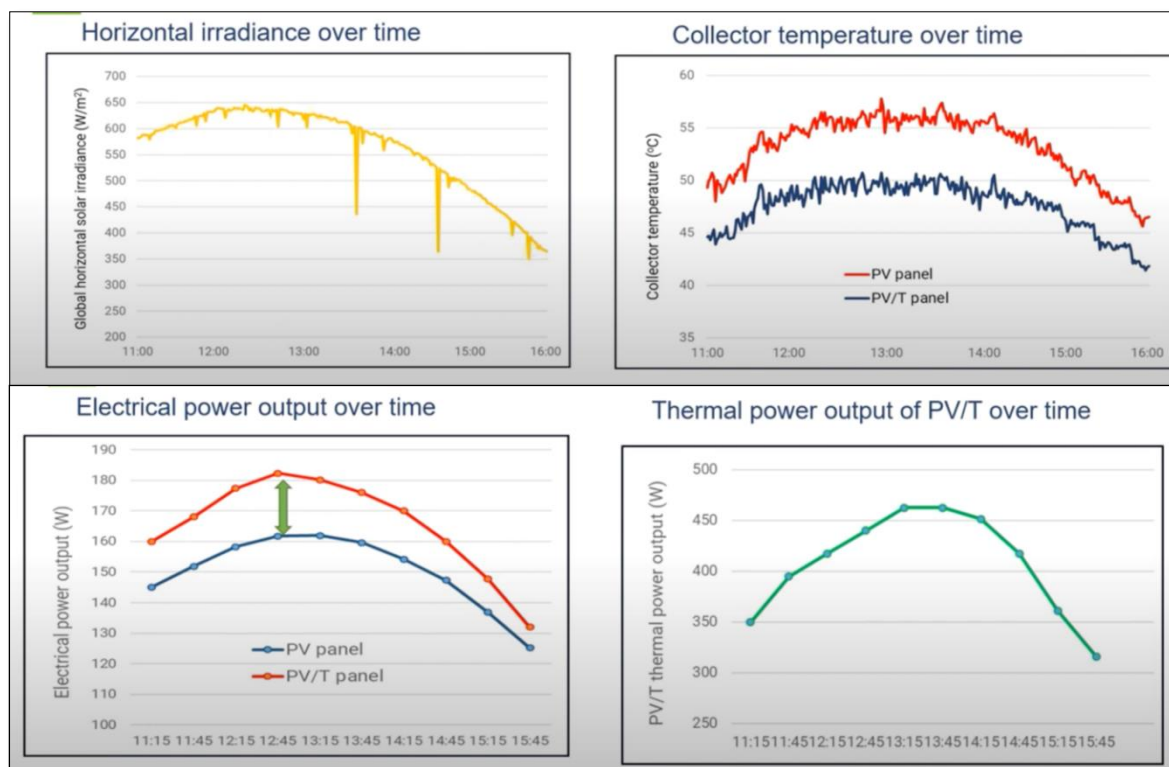 Horizontal irradiance over time
Global horizontal solar irradiance (W/m²)
700
650
600
550
500
450
400
350
300
250
200
11:00 12:00 13:00 14:00 15:00 16:00
Collector temperature over time
Collector temperature (°C)
60
55
50
45
40
35
PV panel
PV/T panel
11:00 12:00 13:00 14:00 15:00 16:00
Electrical power output over time
Electrical power output (W)
190
180
170
160
150
140
130
120
110
100
PV panel
PV/T panel
11:15 11:45 12:15 12:45 13:15 13:45 14:15 14:45 15:15 15:45
Thermal power output of PV/T over time
PV/T thermal power output (W)
500
450
400
350
300
250
11:15 11:45 12:15 12:45 13:15 13:45 14:15 14:45 15:15 15:45